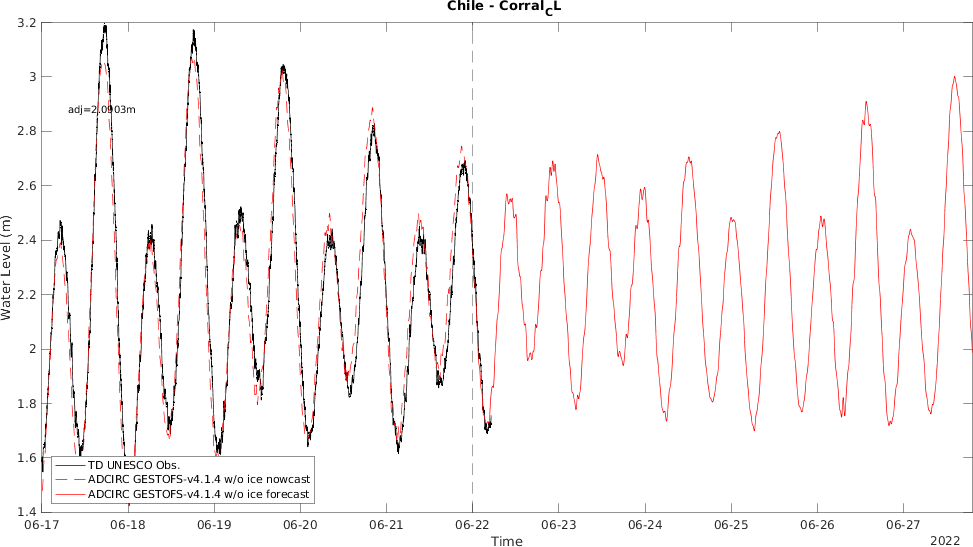 Chile - Corral_CL
3.2
3
2.8
2.6
2.4
2.2
2
1.8
1.6
1.4
Water Level (m)
adj=2.0903m
TD UNESCO Obs.
ADCIRC GESTOFS-v4.1.4 w/o ice nowcast
ADCIRC GESTOFS-v4.1.4 w/o ice forecast
06-17 06-18 06-19 06-20 06-21 06-22 06-23 06-24 06-25 06-26 06-27
Time
2022